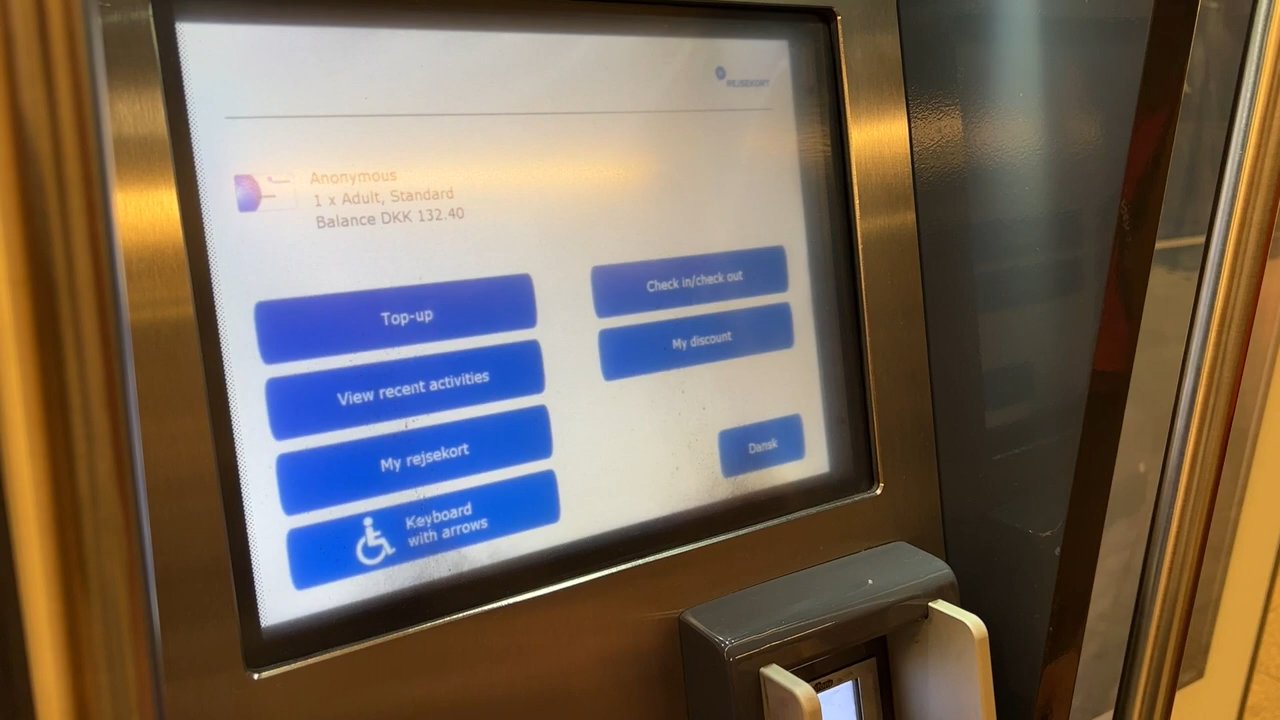 REJSEKORT
Anonymous
1 x Adult, Standard
Balance DKK 132.40
Top-up
View recent activities
My rejsekort
Keyboard
with arrows
Check in/check out
My discount
Dansk